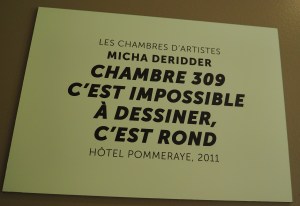 LES CHAMBRES D'ARTISTES
MICHA DERIDDER
CHAMBRE 309
C'EST IMPOSSIBLE
À DESSINER,
C'EST ROND
HÔTEL POMMERAYE, 2011